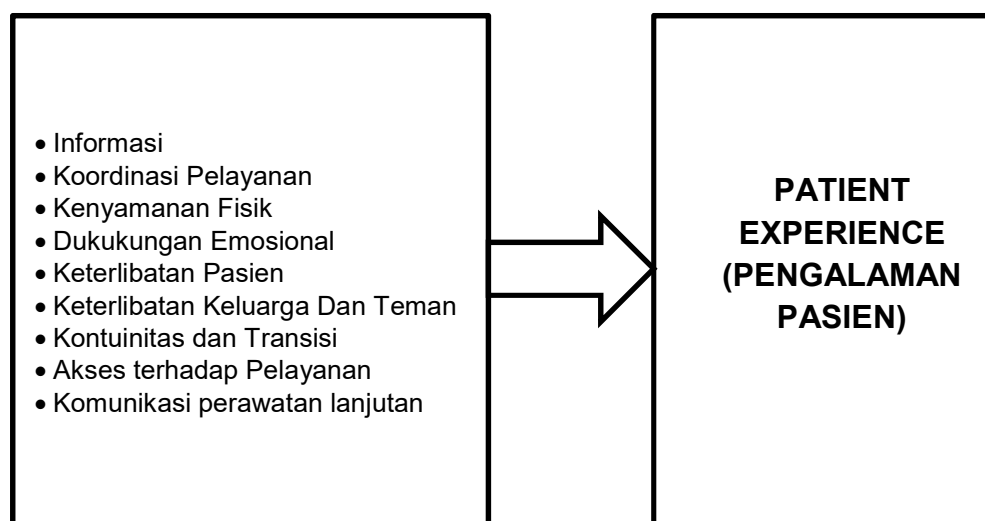 • Informasi
• Koordinasi Pelayanan
• Kenyamanan Fisik
• Dukukungan Emosional
• Keterlibatan Pasien
• Keterlibatan Keluarga Dan Teman
• Kontuinitas dan Transisi
• Akses terhadap Pelayanan
• Komunikasi perawatan lanjutan
PATIENT
EXPERIENCE
(PENGALAMAN
PASIEN)